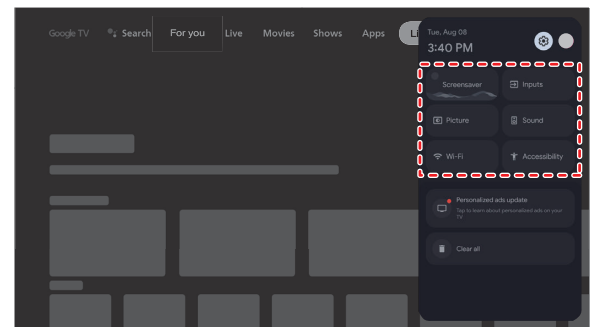 Google TV Search For you Live Movies Shows Apps Li
Tue, Aug 08
3:40 PM
Screensaver
Inputs
Picture
Sound
Wi-Fi
Accessibility
Personalized ads update
Tap to learn about personalized ads on your
TV
Clear all